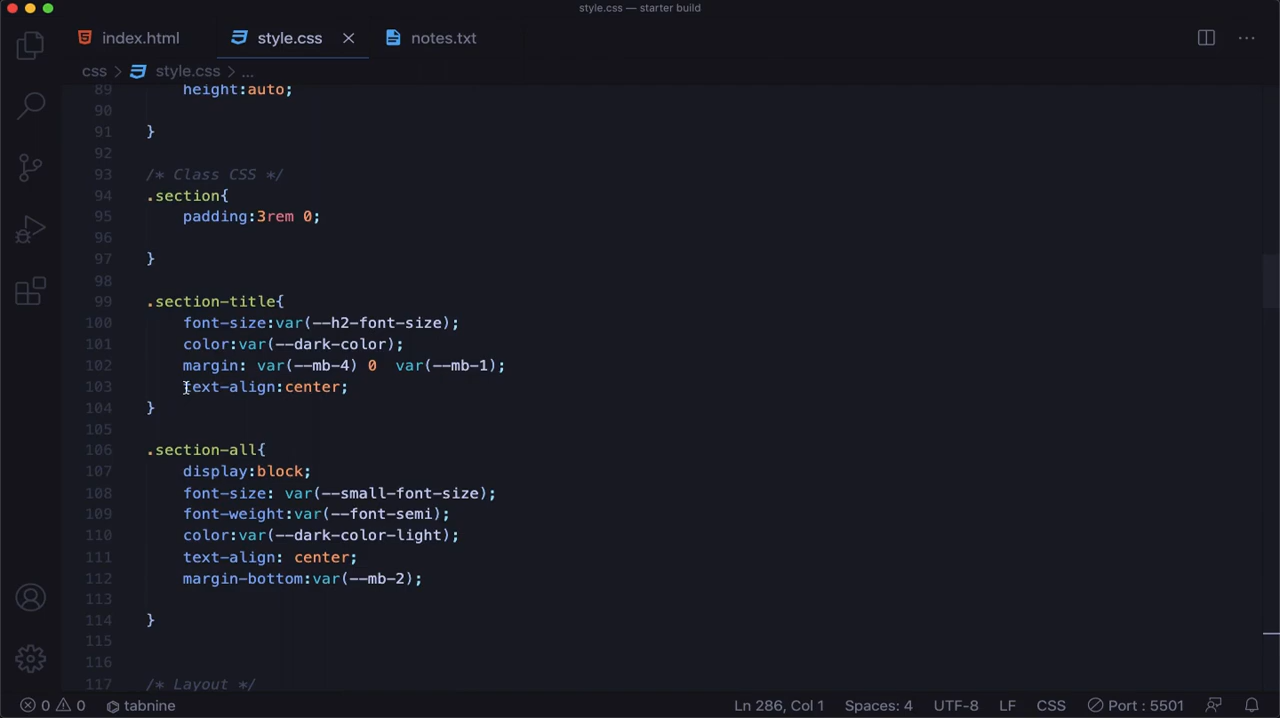 style.css — starter build
index.html
style.css
notes.txt
css > style.css > ...
89 height:auto;
90
91 }
92
93 /* Class CSS */
94 .section{
95 padding:3rem 0;
96
97 }
98
99 .section-title{
100 font-size:var(--h2-font-size);
101 color:var(--dark-color);
102 margin: var(--mb-4) 0  var(--mb-1);
103 text-align:center;
104 }
105
106 .section-all{
107 display:block;
108 font-size: var(--small-font-size);
109 font-weight:var(--font-semi);
110 color:var(--dark-color-light);
111 text-align: center;
112 margin-bottom:var(--mb-2);
113
114 }
115
116
117 /* Layout */
0 0 tabnine Ln 286, Col 1 Spaces: 4 UTF-8 LF CSS Port : 5501